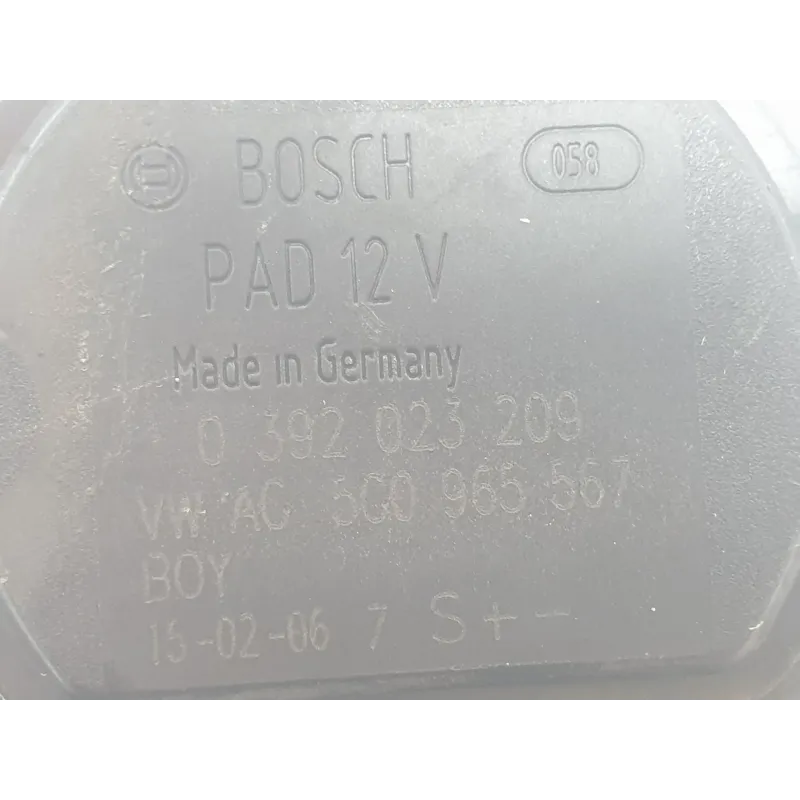 BOSCH 058
PAD 12 V
Made in Germany
0 392 023 209
VW AG 5C0 965 567
BOY
15-02-06 7 S + -